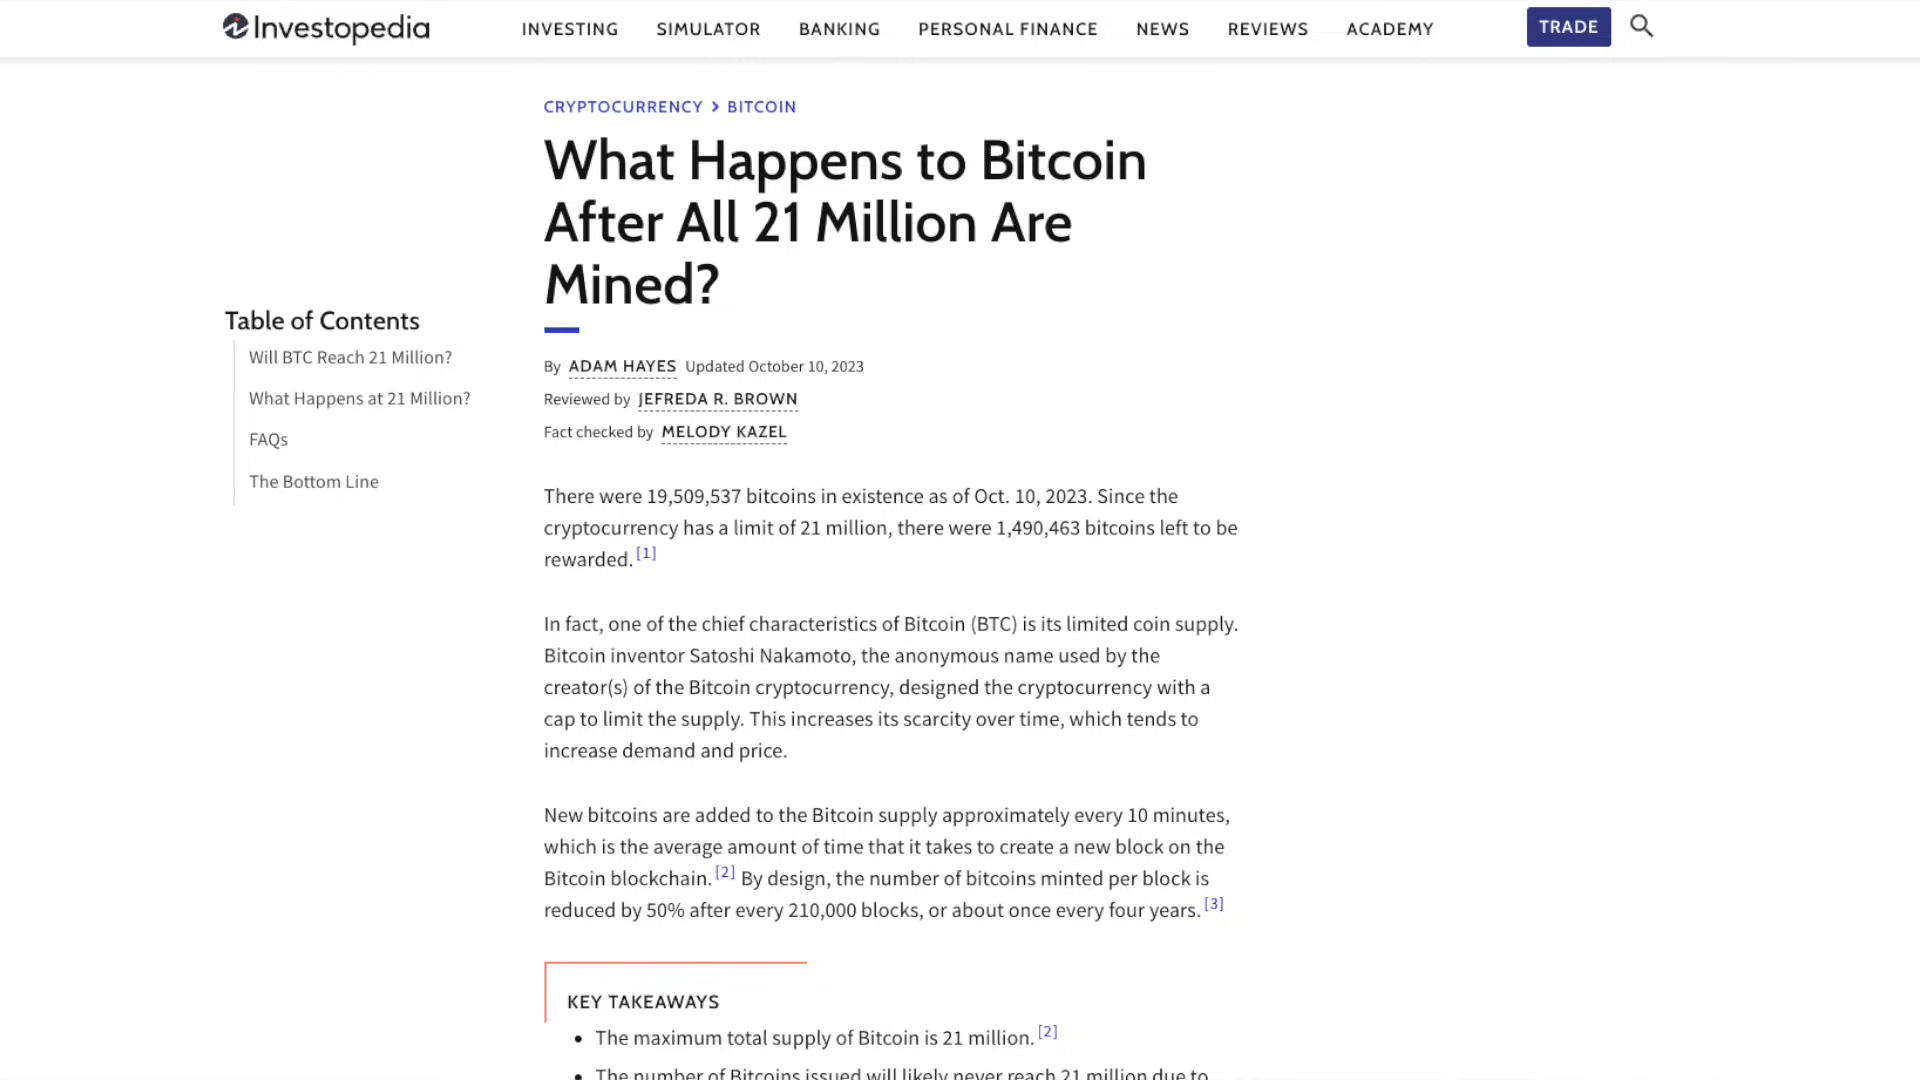 Investopedia
INVESTING SIMULATOR BANKING PERSONAL FINANCE NEWS REVIEWS ACADEMY TRADE
CRYPTOCURRENCY > BITCOIN
What Happens to Bitcoin
After All 21 Million Are
Mined?
Table of Contents
Will BTC Reach 21 Million?
What Happens at 21 Million?
FAQs
The Bottom Line
By ADAM HAYES Updated October 10, 2023
Reviewed by JEFREDA R. BROWN
Fact checked by MELODY KAZEL
There were 19,509,537 bitcoins in existence as of Oct. 10, 2023. Since the
cryptocurrency has a limit of 21 million, there were 1,490,463 bitcoins left to be
rewarded. [1]
In fact, one of the chief characteristics of Bitcoin (BTC) is its limited coin supply.
Bitcoin inventor Satoshi Nakamoto, the anonymous name used by the
creator(s) of the Bitcoin cryptocurrency, designed the cryptocurrency with a
cap to limit the supply. This increases its scarcity over time, which tends to
increase demand and price.
New bitcoins are added to the Bitcoin supply approximately every 10 minutes,
which is the average amount of time that it takes to create a new block on the
Bitcoin blockchain. [2] By design, the number of bitcoins minted per block is
reduced by 50% after every 210,000 blocks, or about once every four years. [3]
KEY TAKEAWAYS
• The maximum total supply of Bitcoin is 21 million. [2]
• The number of Bitcoins issued will likely never reach 21 million due to